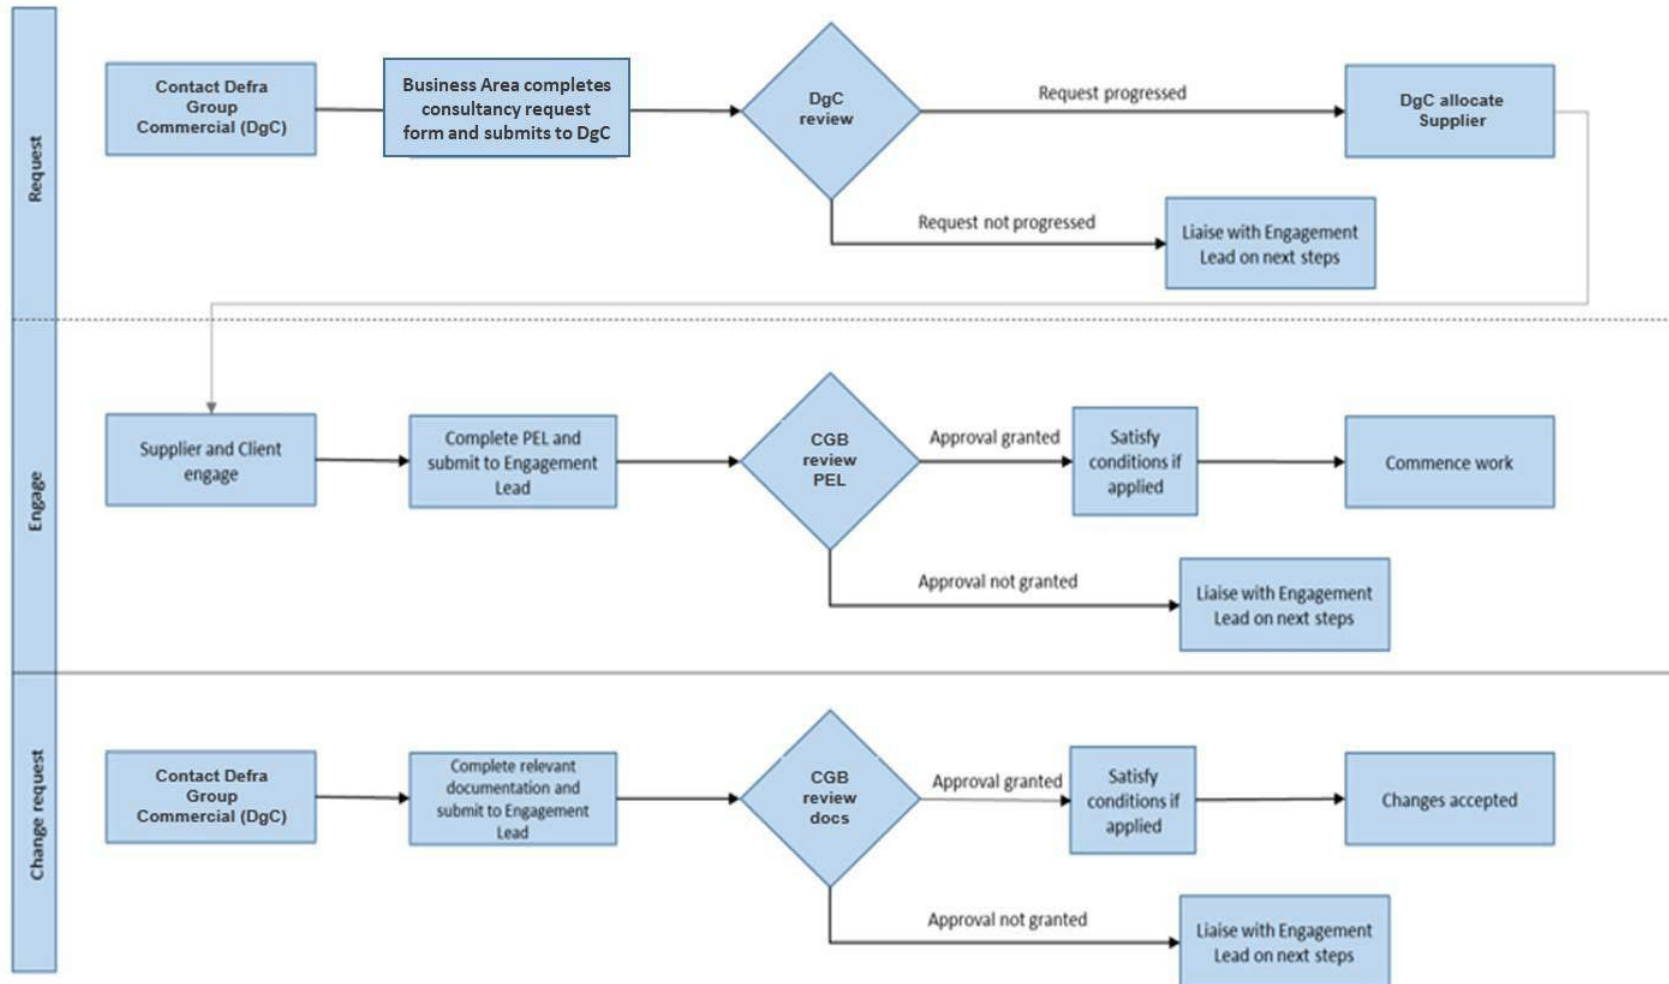 Request
Contact Defra
Group
Commercial (DgC)
Business Area completes
consultancy request
form and submits to DgC
DgC
review
Request progressed
DgC allocate
Supplier
Request not progressed
Liaise with Engagement
Lead on next steps
Engage
Supplier and Client
engage
Complete PEL and
submit to Engagement
Lead
CGB
review
PEL
Approval granted
Satisfy
conditions if
applied
Commence work
Approval not granted
Liaise with Engagement
Lead on next steps
Change request
Contact Defra
Group
Commercial (DgC)
Complete relevant
documentation and
submit to Engagement
Lead
CGB
review
docs
Approval granted
Satisfy
conditions if
applied
Changes accepted
Approval not granted
Liaise with Engagement
Lead on next steps